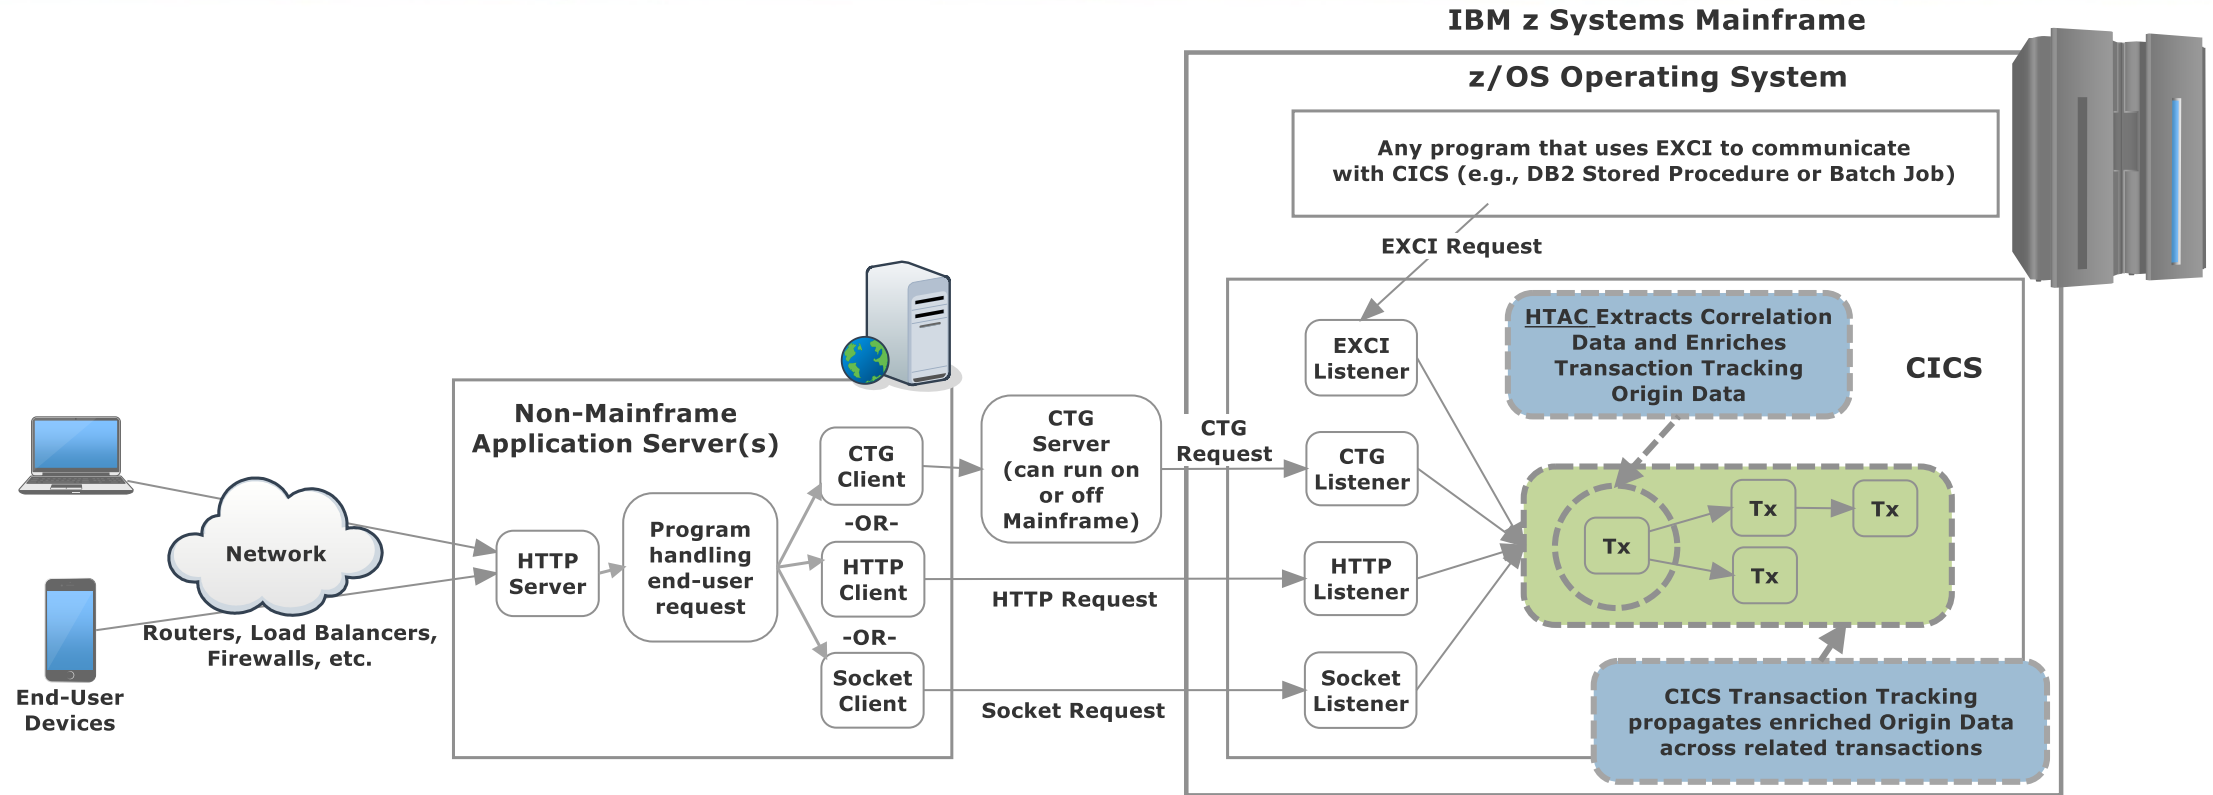 IBM z Systems Mainframe
z/OS Operating System
Any program that uses EXCI to communicate
with CICS (e.g., DB2 Stored Procedure or Batch Job)
EXCI Request
HTAC Extracts Correlation
Data and Enriches
Transaction Tracking
Origin Data
CICS
EXCI
Listener
Non-Mainframe
Application Server(s)
CTG
Client
CTG
Server
(can run on
or off
Mainframe)
CTG
Request
CTG
Listener
-OR-
Network
HTTP
Server
Program
handling
end-user
request
HTTP
Client
HTTP Request
HTTP
Listener
Tx
Tx
Tx
Tx
-OR-
Routers, Load Balancers,
Firewalls, etc.
End-User
Devices
Socket
Client
Socket Request
Socket
Listener
CICS Transaction Tracking
propagates enriched Origin Data
across related transactions